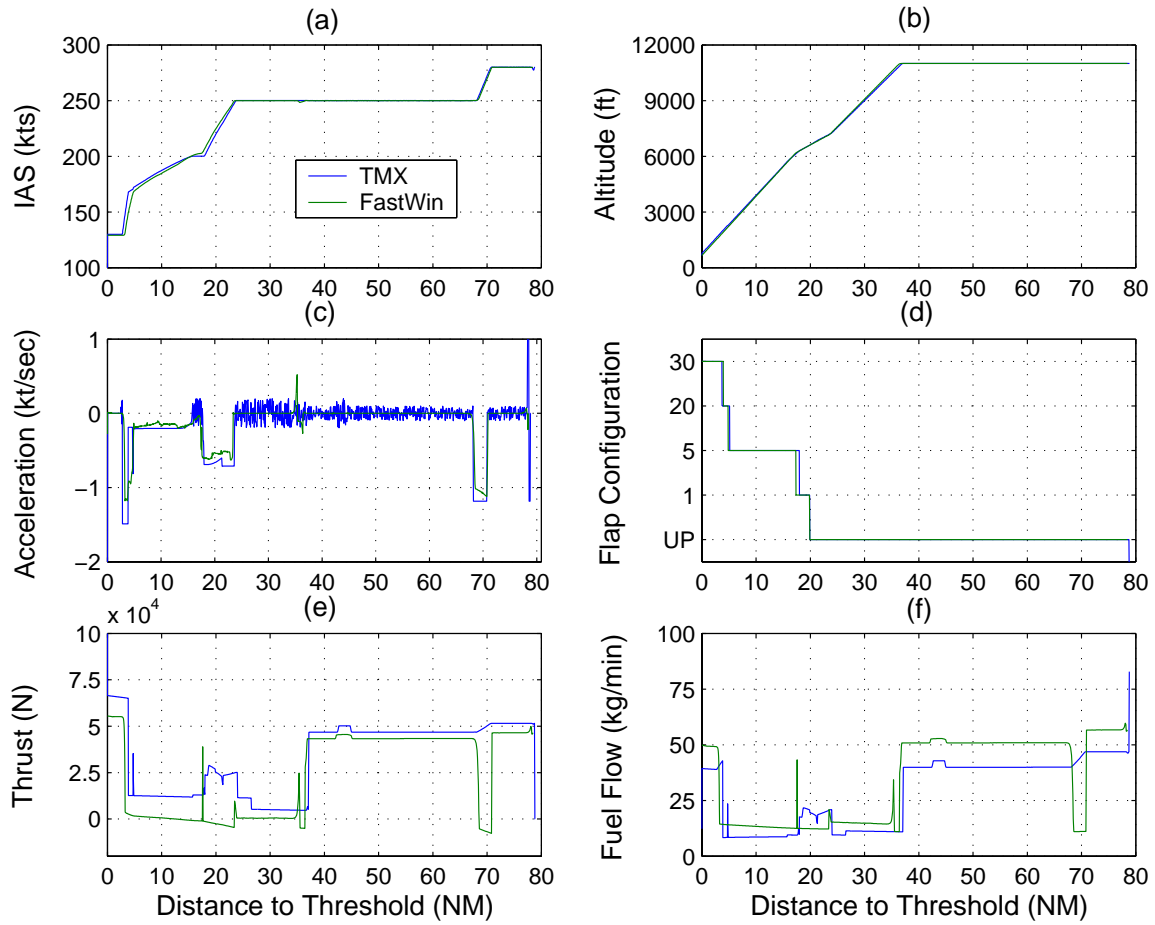 (a)
300
250
200
150
100
IAS (kts)
TMX
FastWin
0 10 20 30 40 50 60 70 80
(b)
12000
9000
6000
3000
0
Altitude (ft)
0 10 20 30 40 50 60 70 80
(c)
1
0
−1
−2
Acceleration (kt/sec)
0 10 20 30 40 50 60 70 80
(d)
30
20
5
1
UP
Flap Configuration
0 10 20 30 40 50 60 70 80
(e)
x 10^4
10
7.5
5
2.5
0
Thrust (N)
0 10 20 30 40 50 60 70 80
Distance to Threshold (NM)
(f)
100
75
50
25
0
Fuel Flow (kg/min)
0 10 20 30 40 50 60 70 80
Distance to Threshold (NM)